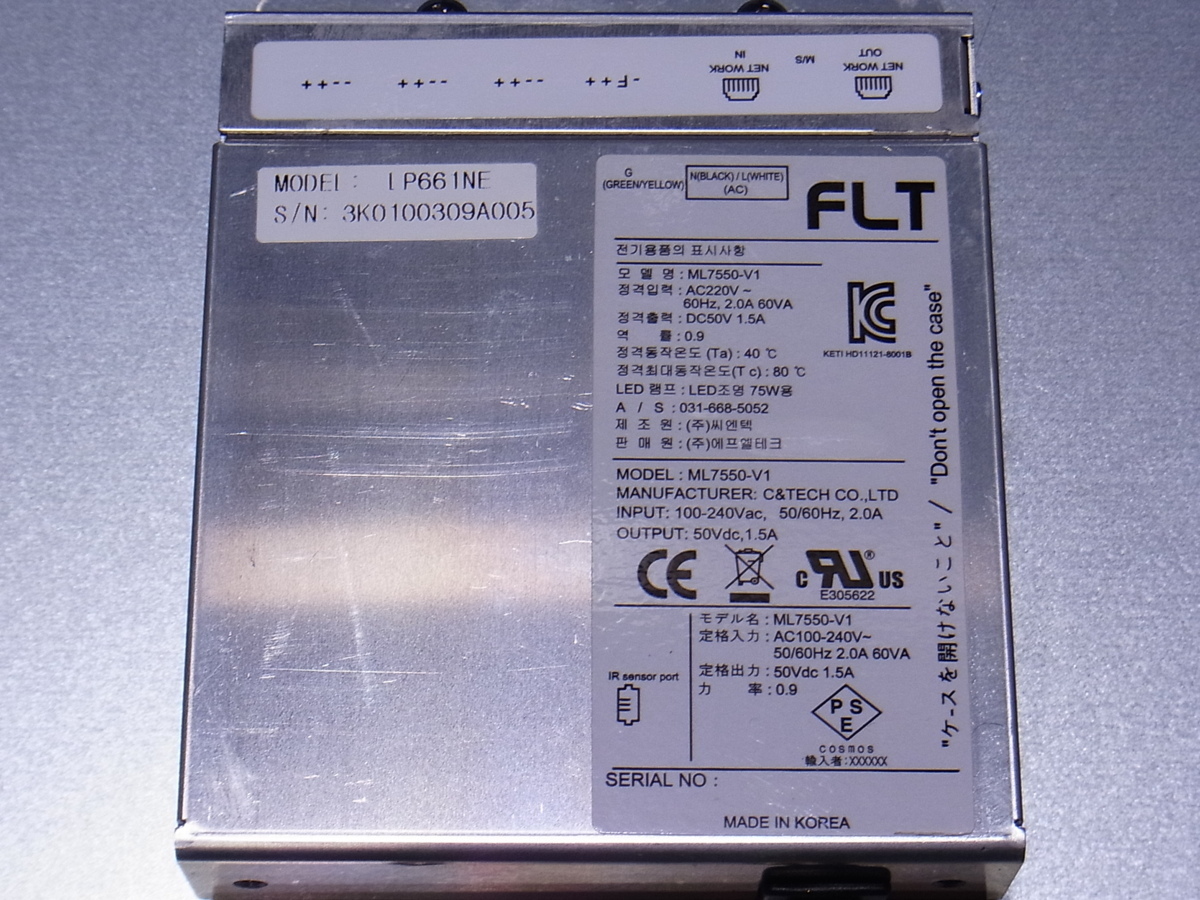 NET WORK
OUT
M/S
NET WORK
IN
-F++
--++
--++
--++
MODEL: LP661NE
S/N: 3K0100309A005
G
(GREEN/YELLOW)
N(BLACK) / L(WHITE)
(AC)
FLT
전기용품의 표시사항
모 델 명 : ML7550-V1
정격입력 : AC220V ~
60Hz, 2.0A 60VA
정격출력 : DC50V 1.5A
역 률 : 0.9
정격동작온도 (Ta) : 40 ℃
정격최대동작온도(T c) : 80 ℃
LED 램프 : LED조명 75W용
A / S : 031-668-5052
제 조 원 : (주)씨엔텍
판 매 원 : (주)에프엘테크
KETI HD11121-8001B
MODEL : ML7550-V1
MANUFACTURER: C&TECH CO.,LTD
INPUT: 100-240Vac, 50/60Hz, 2.0A
OUTPUT: 50Vdc,1.5A
CE
C RU ® US
E305622
IR sensor port
モデル名 : ML7550-V1
定格入力 : AC100-240V~
50/60Hz 2.0A 60VA
定格出力 : 50Vdc 1.5A
力 率 : 0.9
P S
E
cosmos
輸入者:XXXXXX
"ケースを開けないこと" / "Don't open the case"
SERIAL NO :
MADE IN KOREA